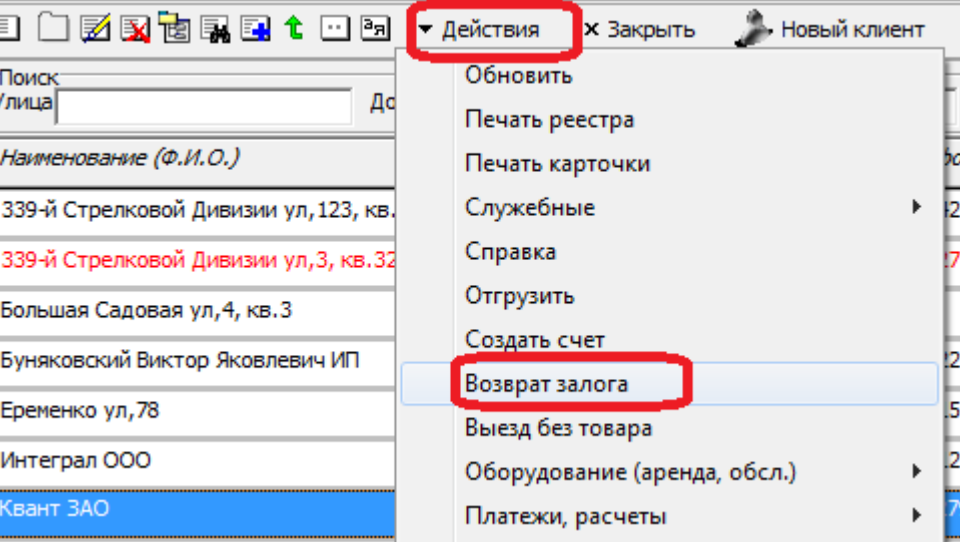 Действия
Закрыть
Новый клиент
Поиск
Улица
До
Наименование (Ф.И.О.)
339-й Стрелковой Дивизии ул,123, кв.
339-й Стрелковой Дивизии ул,3, кв.32
Большая Садовая ул,4, кв.3
Буняковский Виктор Яковлевич ИП
Еременко ул,78
Интеграл ООО
Квант ЗАО
Обновить
Печать реестра
Печать карточки
Служебные
Справка
Отгрузить
Создать счет
Возврат залога
Выезд без товара
Оборудование (аренда, обсл.)
Платежи, расчеты